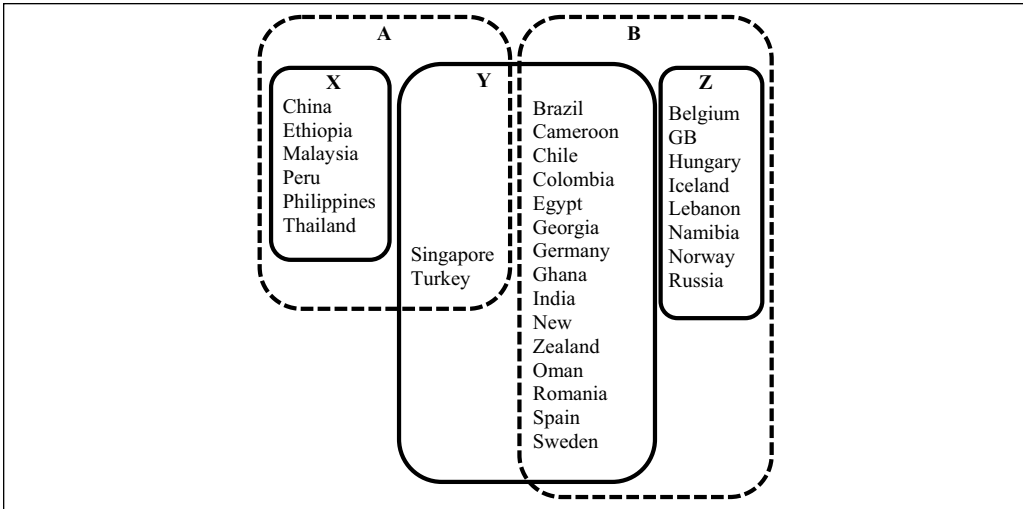 A
B
X
Y
Z
China
Ethiopia
Malaysia
Peru
Philippines
Thailand
Singapore
Turkey
Brazil
Cameroon
Chile
Colombia
Egypt
Georgia
Germany
Ghana
India
New
Zealand
Oman
Romania
Spain
Sweden
Belgium
GB
Hungary
Iceland
Lebanon
Namibia
Norway
Russia